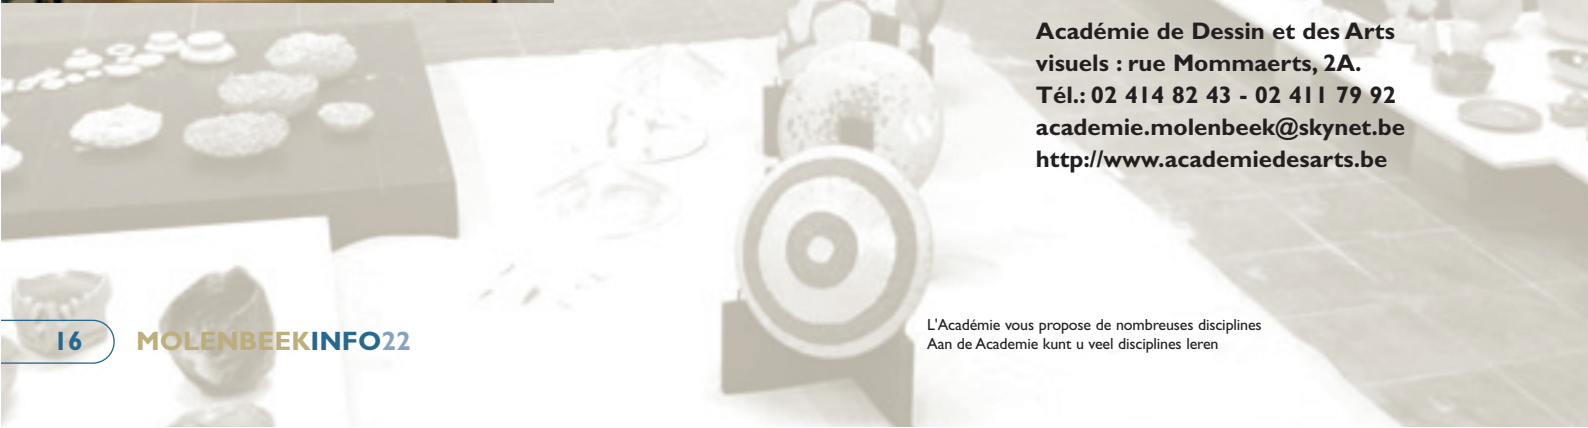 Académie de Dessin et des Arts
visuels : rue Mommaerts, 2A.
Tél.: 02 414 82 43 - 02 411 79 92
academie.molenbeek@skynet.be
http://www.academiedesarts.be
L'Académie vous propose de nombreuses disciplines
Aan de Academie kunt u veel disciplines leren
16 MOLENBEEKINFO22